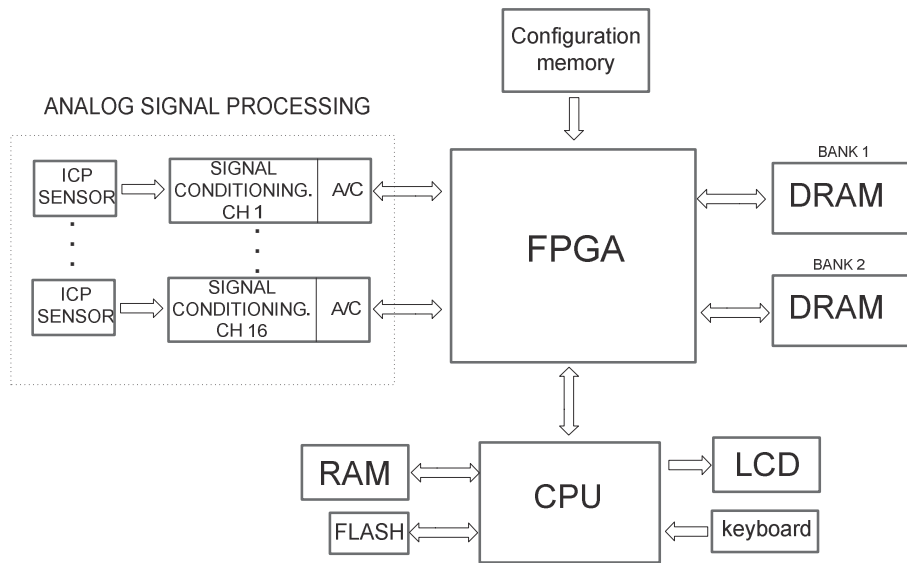 Configuration
memory
ANALOG SIGNAL PROCESSING
ICP
SENSOR
SIGNAL
CONDITIONING.
CH 1
A/C
ICP
SENSOR
SIGNAL
CONDITIONING.
CH 16
A/C
FPGA
BANK 1
DRAM
BANK 2
DRAM
RAM
FLASH
CPU
LCD
keyboard